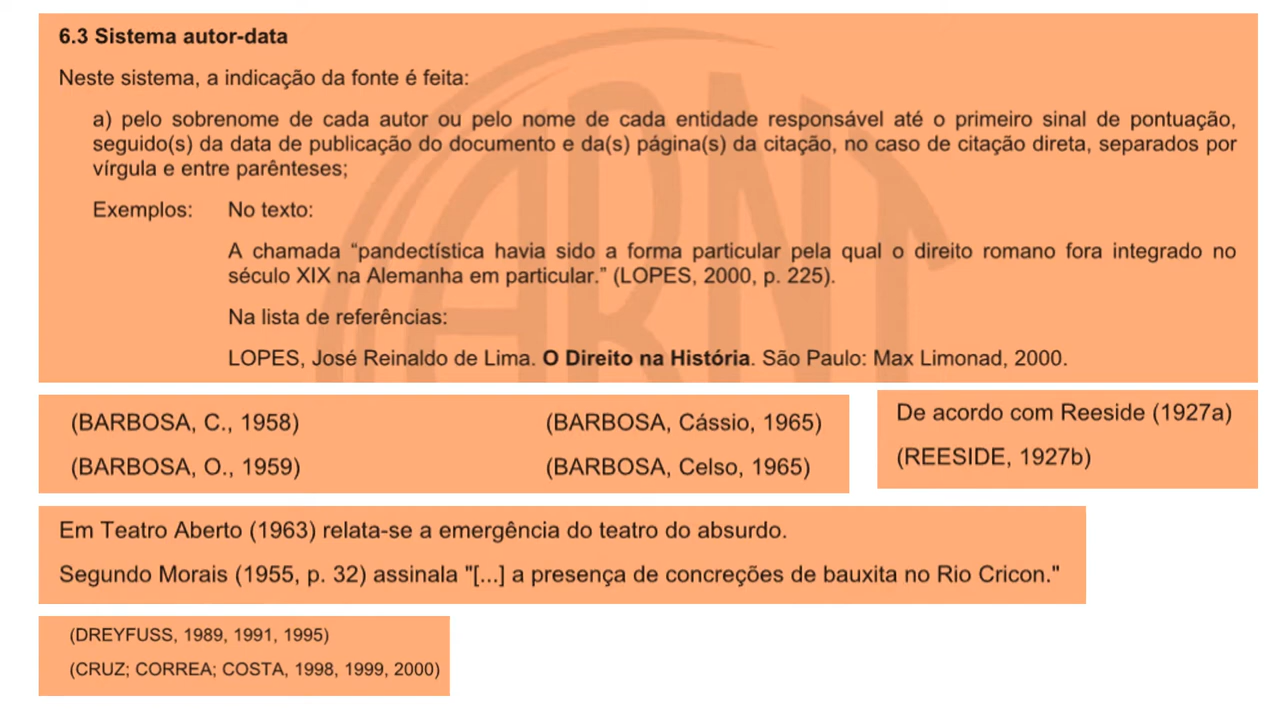 6.3 Sistema autor-data
Neste sistema, a indicação da fonte é feita:
a) pelo sobrenome de cada autor ou pelo nome de cada entidade responsável até o primeiro sinal de pontuação,
seguido(s) da data de publicação do documento e da(s) página(s) da citação, no caso de citação direta, separados por
vírgula e entre parênteses;
Exemplos: No texto:
A chamada “pandectística havia sido a forma particular pela qual o direito romano fora integrado no
século XIX na Alemanha em particular.” (LOPES, 2000, p. 225).
Na lista de referências:
LOPES, José Reinaldo de Lima. O Direito na História. São Paulo: Max Limonad, 2000.
(BARBOSA, C., 1958) (BARBOSA, Cássio, 1965)
(BARBOSA, O., 1959) (BARBOSA, Celso, 1965)
De acordo com Reeside (1927a)
(REESIDE, 1927b)
Em Teatro Aberto (1963) relata-se a emergência do teatro do absurdo.
Segundo Morais (1955, p. 32) assinala "[...] a presença de concreções de bauxita no Rio Cricon."
(DREYFUSS, 1989, 1991, 1995)
(CRUZ; CORREA; COSTA, 1998, 1999, 2000)